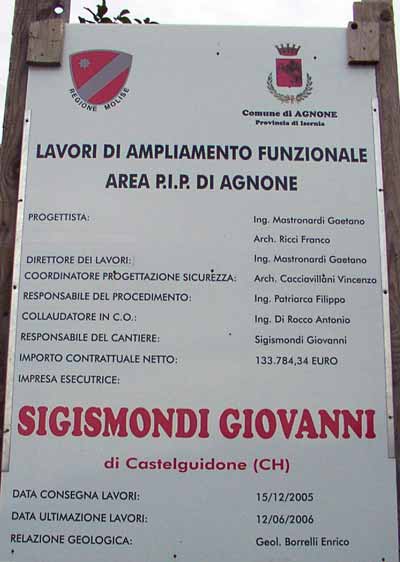 REGIONE MOLISE
Comune di AGNONE
Provincia di Isernia
LAVORI DI AMPLIAMENTO FUNZIONALE
AREA P.I.P. DI AGNONE
PROGETTISTA: Ing. Mastronardi Gaetano
Arch. Ricci Franco
DIRETTORE DEI LAVORI: Ing. Mastronardi Gaetano
COORDINATORE PROGETTAZIONE SICUREZZA: Arch. Cacciavillani Vincenzo
RESPONSABILE DEL PROCEDIMENTO: Ing. Patriarca Filippo
COLLAUDATORE IN C.O.: Ing. Di Rocco Antonio
RESPONSABILE DEL CANTIERE: Sigismondi Giovanni
IMPORTO CONTRATTUALE NETTO: 133.784,34 EURO
IMPRESA ESECUTRICE:
SIGISMONDI GIOVANNI
di Castelguidone (CH)
DATA CONSEGNA LAVORI: 15/12/2005
DATA ULTIMAZIONE LAVORI: 12/06/2006
RELAZIONE GEOLOGICA: Geol. Borrelli Enrico